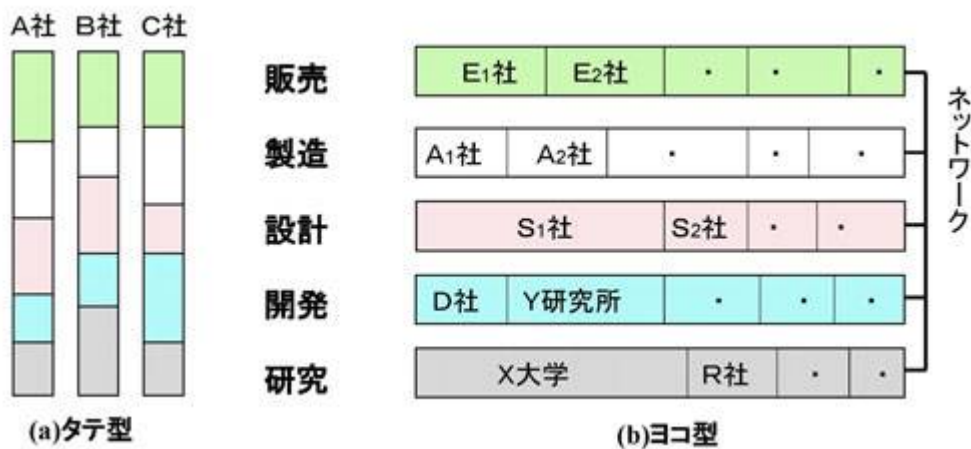 A社 B社 C社
販売
製造
設計
開発
研究
(a)タテ型
E1社 E2社 ・ ・ ・
A1社 A2社 ・ ・ ・
S1社 S2社 ・ ・
D社 Y研究所 ・ ・ ・
X大学 R社 ・ ・
(b)ヨコ型
ネットワーク